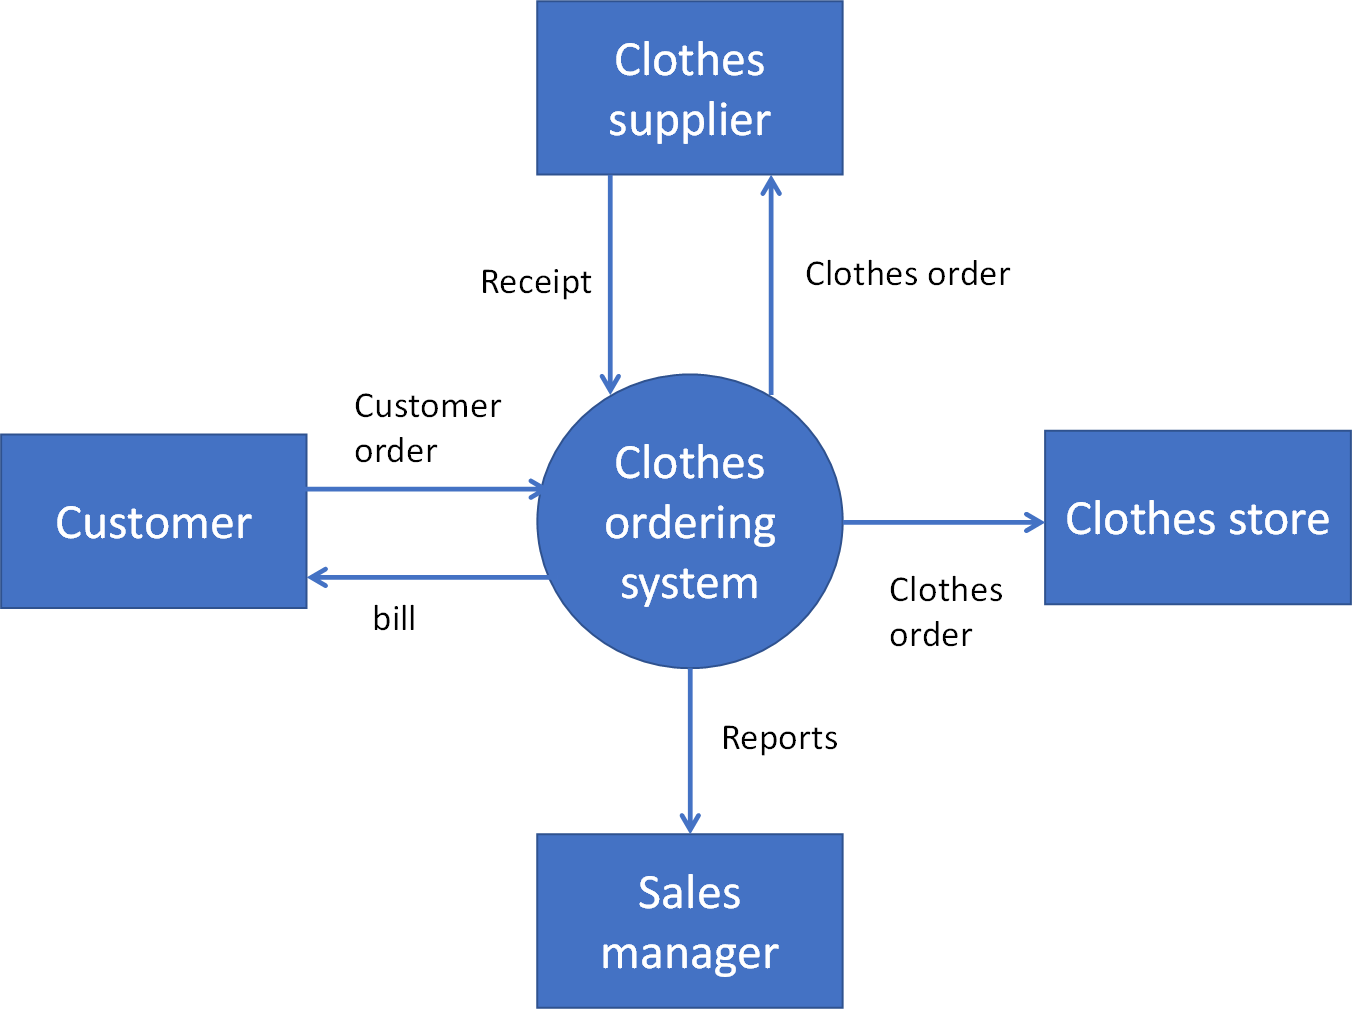 Clothes
supplier
Receipt
Clothes order
Customer
order
Customer
bill
Clothes
ordering
system
Clothes store
Clothes
order
Reports
Sales
manager